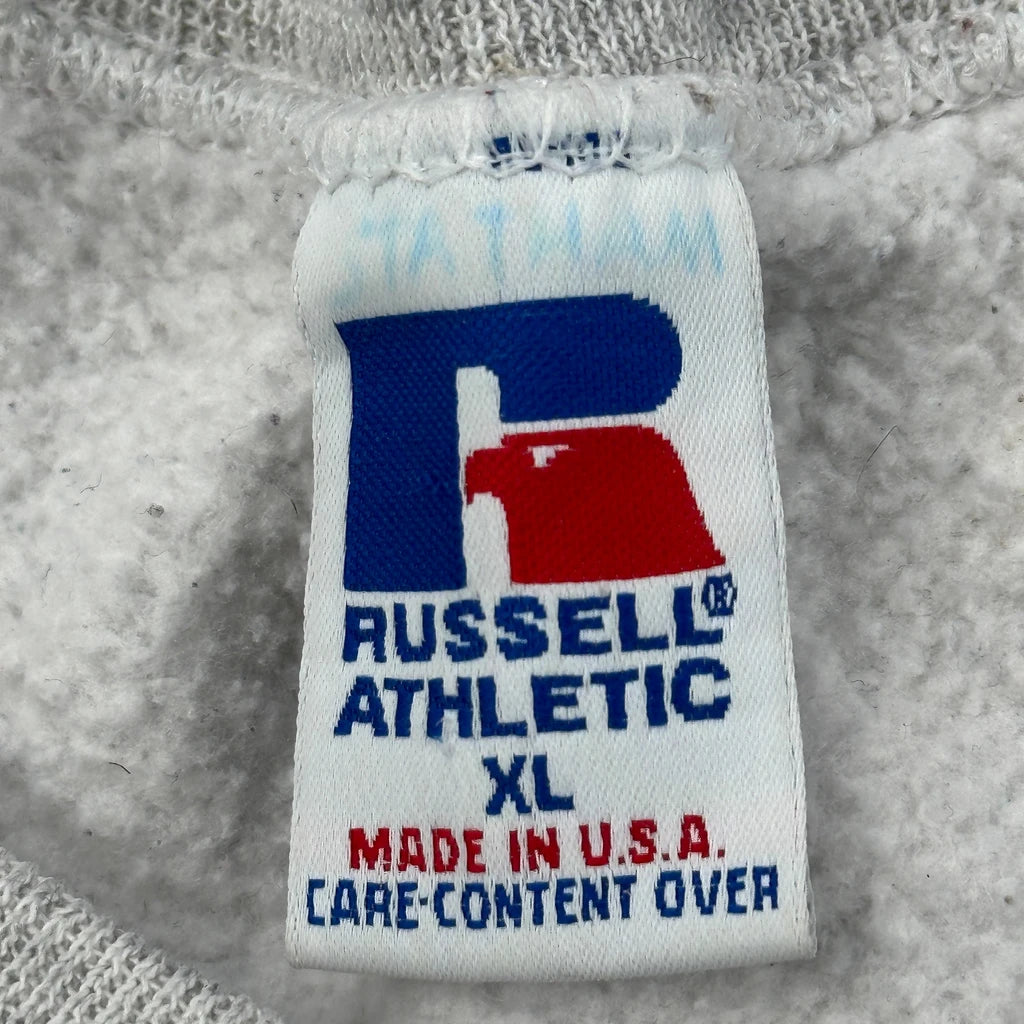 RUSSELL®
ATHLETIC
XL
MADE IN U.S.A.
CARE-CONTENT OVER